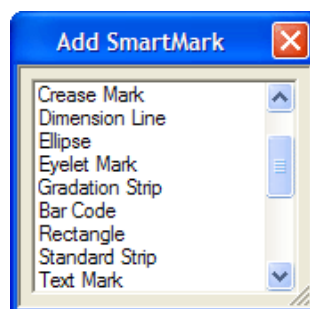 Add SmartMark
Crease Mark
Dimension Line
Ellipse
Eyelet Mark
Gradation Strip
Bar Code
Rectangle
Standard Strip
Text Mark